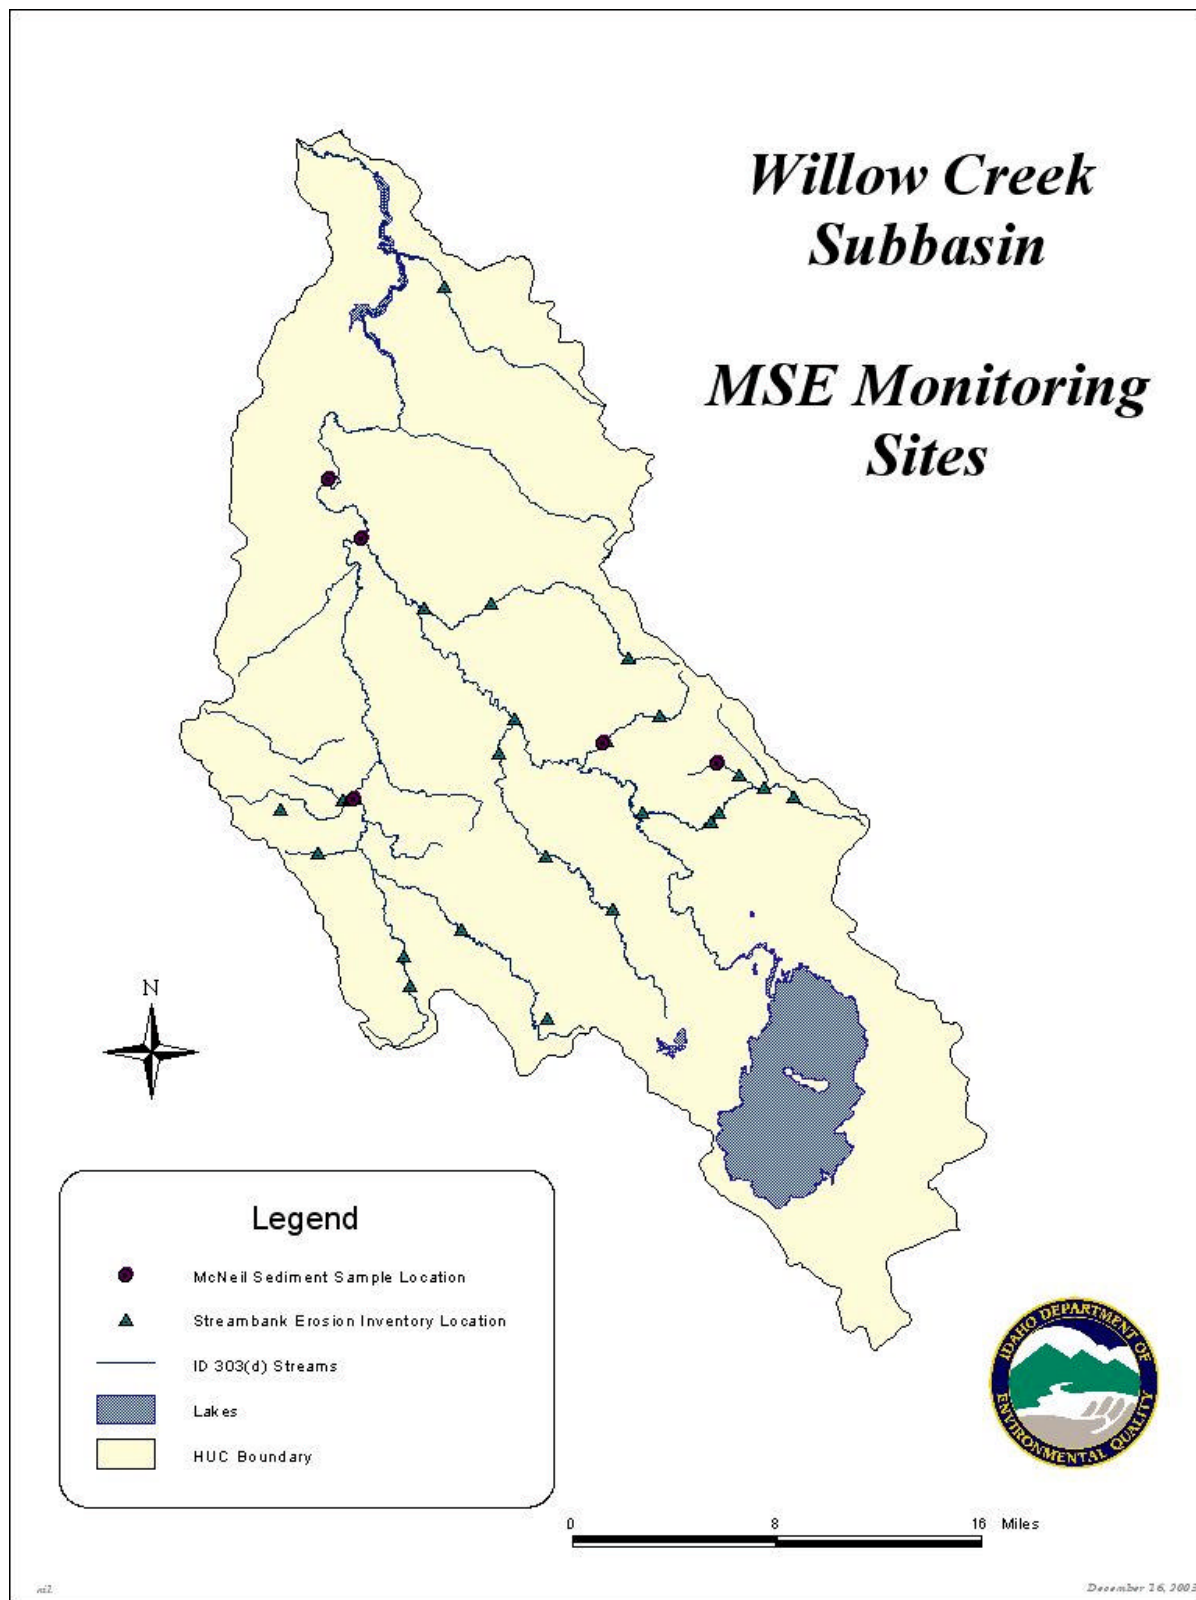 Willow Creek
Subbasin
MSE Monitoring
Sites
N
Legend
McNeil Sediment Sample Location
Streambank Erosion Inventory Location
ID 303(d) Streams
Lakes
HUC Boundary
IDAHO DEPARTMENT OF
ENVIRONMENTAL QUALITY
0 8 16 Miles
December 16, 2003